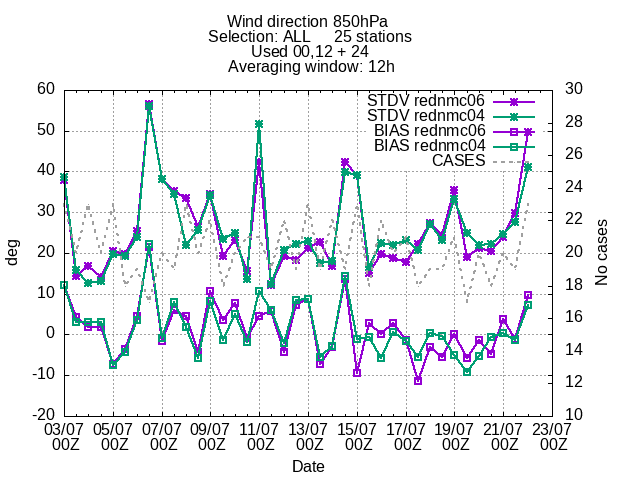 Wind direction 850hPa
Selection: ALL 25 stations
Used 00,12 + 24
Averaging window: 12h
STDV rednmc06
STDV rednmc04
BIAS rednmc06
BIAS rednmc04
CASES
60
50
40
30
20
10
0
-10
-20
deg
30
28
26
24
22
20
18
16
14
12
10
No cases
03/07 05/07 07/07 09/07 11/07 13/07 15/07 17/07 19/07 21/07 23/07
00Z 00Z 00Z 00Z 00Z 00Z 00Z 00Z 00Z 00Z 00Z
Date